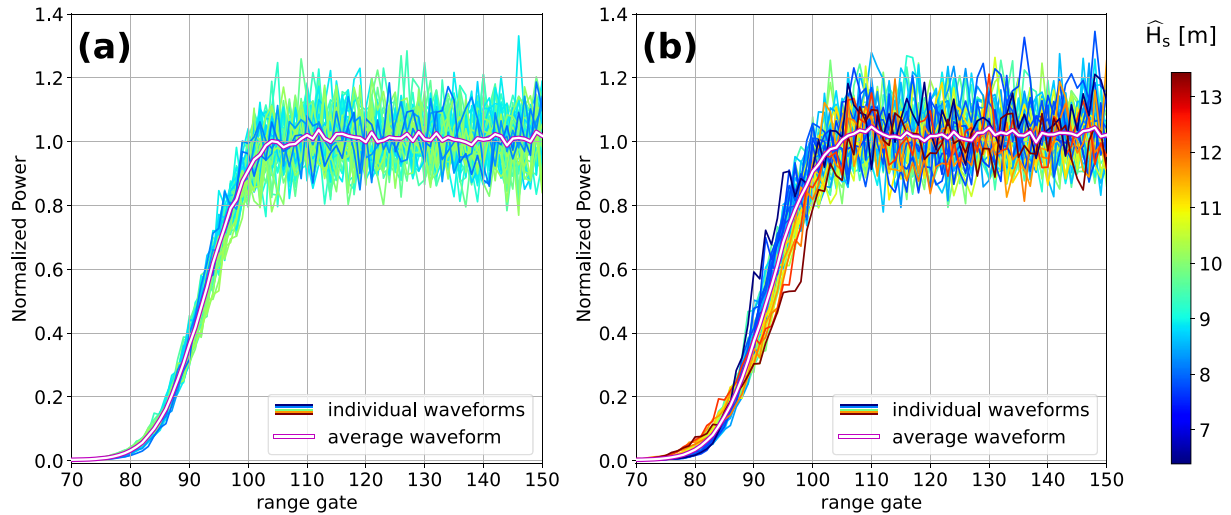 (a)
1.4
1.2
1.0
0.8
0.6
0.4
0.2
0.0
Normalized Power
70 80 90 100 110 120 130 140 150
range gate
individual waveforms
average waveform
(b)
1.4
1.2
1.0
0.8
0.6
0.4
0.2
0.0
Normalized Power
70 80 90 100 110 120 130 140 150
range gate
individual waveforms
average waveform
Ĥs [m]
13
12
11
10
9
8
7